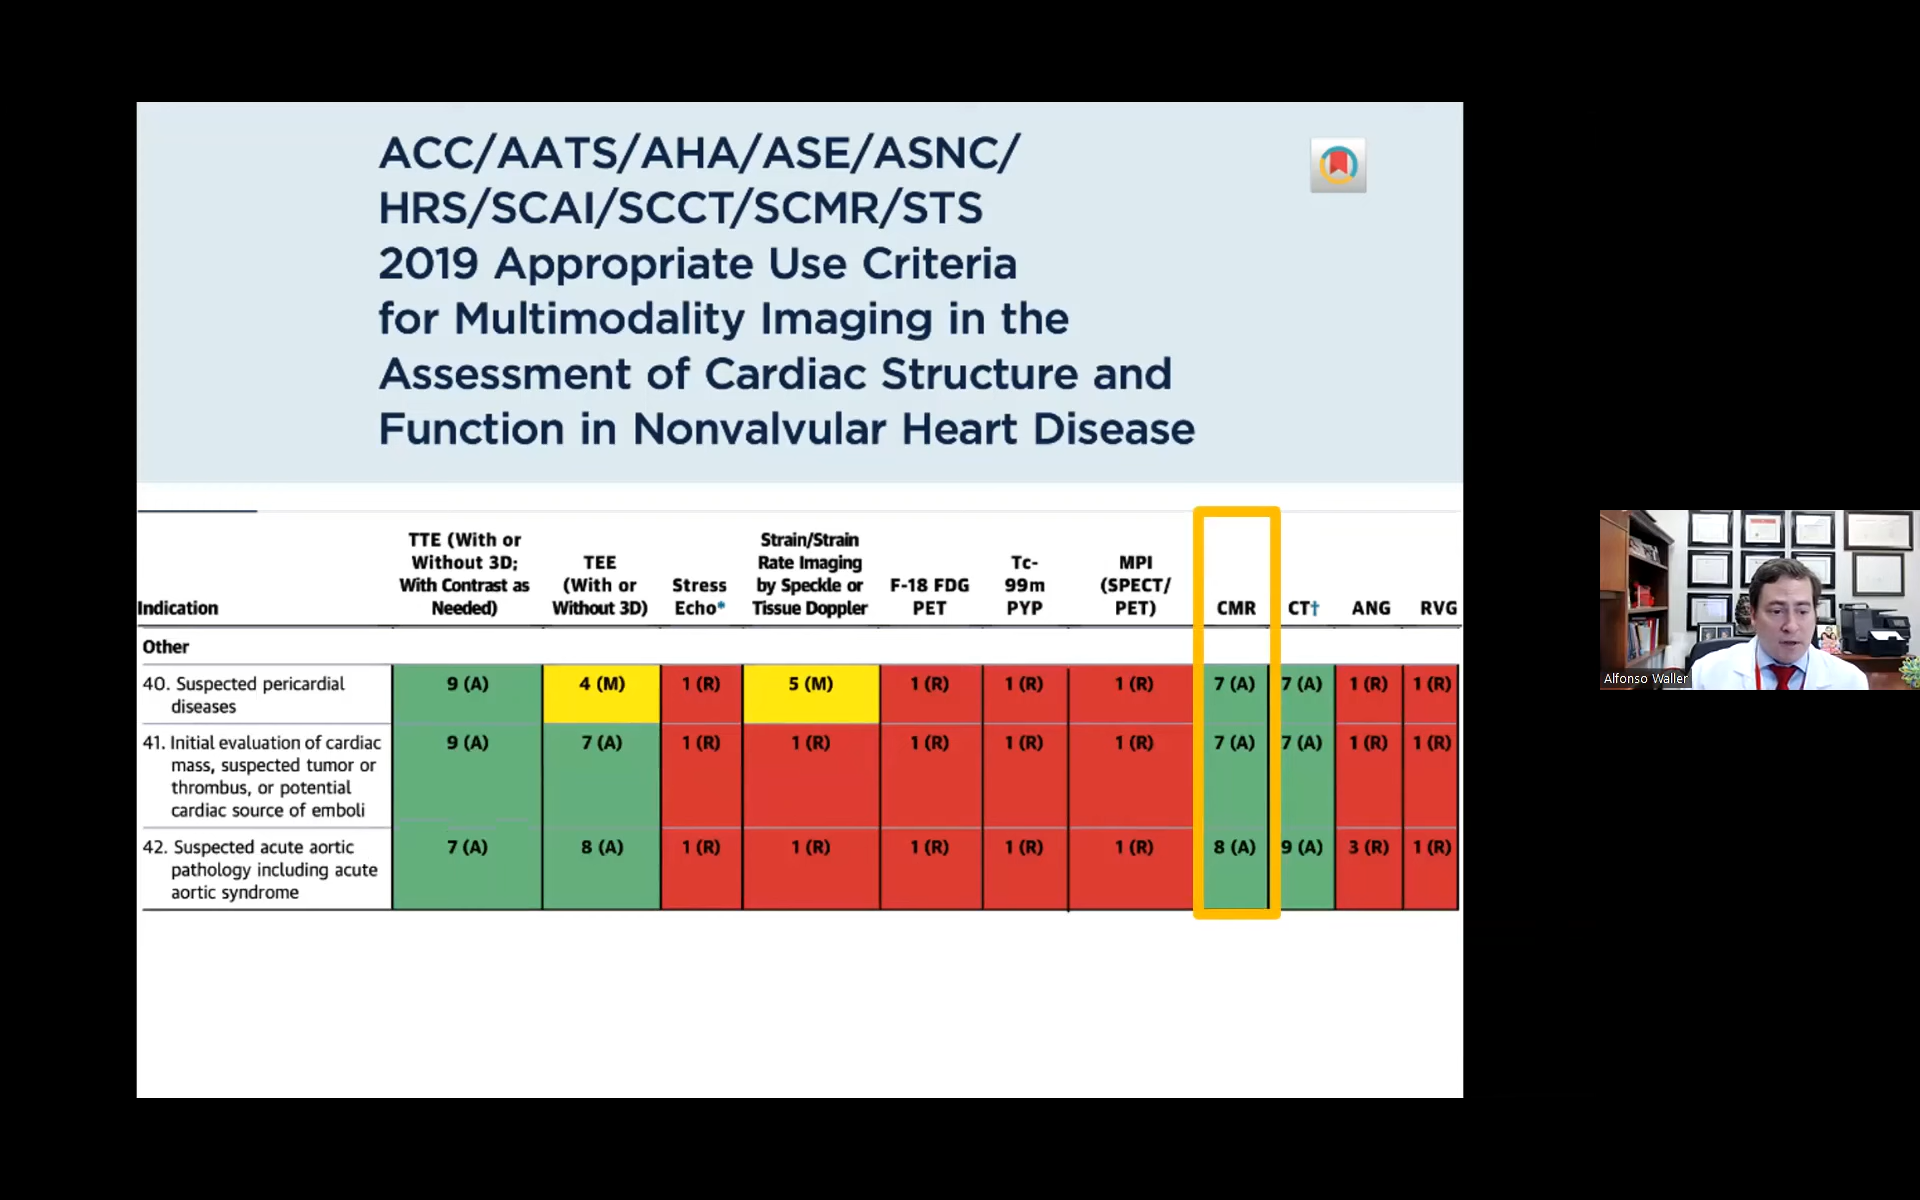 ACC/AATS/AHA/ASE/ASNC/
HRS/SCAI/SCCT/SCMR/STS
2019 Appropriate Use Criteria
for Multimodality Imaging in the
Assessment of Cardiac Structure and
Function in Nonvalvular Heart Disease
Indication
TTE (With or
Without 3D;
With Contrast as
Needed)
TEE
(With or
Without 3D)
Stress
Echo*
Strain/Strain
Rate Imaging
by Speckle or
Tissue Doppler
F-18 FDG
PET
Tc-
99m
PYP
MPI
(SPECT/
PET)
CMR
CT†
ANG
RVG
Other
40. Suspected pericardial
diseases
9 (A) 4 (M) 1 (R) 5 (M) 1 (R) 1 (R) 1 (R) 7 (A) 7 (A) 1 (R) 1 (R)
41. Initial evaluation of cardiac
mass, suspected tumor or
thrombus, or potential
cardiac source of emboli
9 (A) 7 (A) 1 (R) 1 (R) 1 (R) 1 (R) 1 (R) 7 (A) 7 (A) 1 (R) 1 (R)
42. Suspected acute aortic
pathology including acute
aortic syndrome
7 (A) 8 (A) 1 (R) 1 (R) 1 (R) 1 (R) 1 (R) 8 (A) 9 (A) 3 (R) 1 (R)
Alfonso Waller